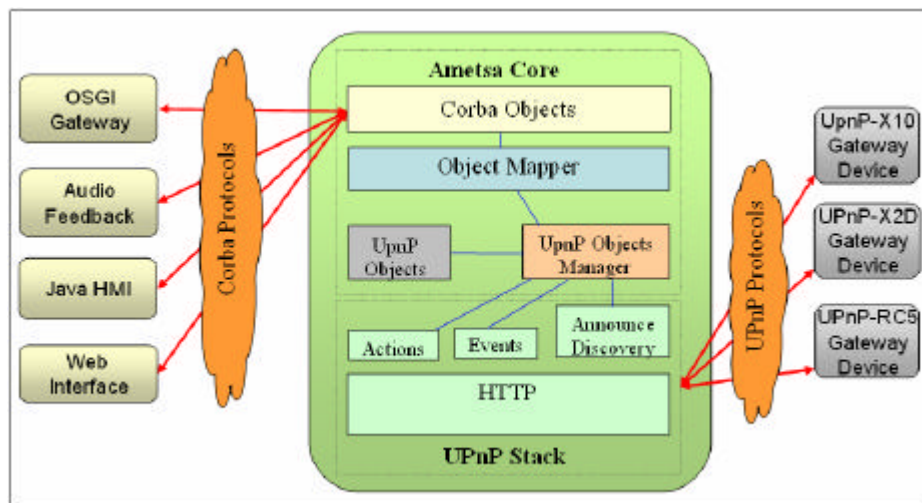 OSGI
Gateway
Audio
Feedback
Java HMI
Web
Interface
Corba Protocols
Ametsa Core
Corba Objects
Object Mapper
UpnP
Objects
UpnP Objects
Manager
Actions
Events
Announce
Discovery
HTTP
UPnP Stack
UPnP Protocols
UpnP-X10
Gateway
Device
UPnP-X2D
Gateway
Device
UPnP-RC5
Gateway
Device